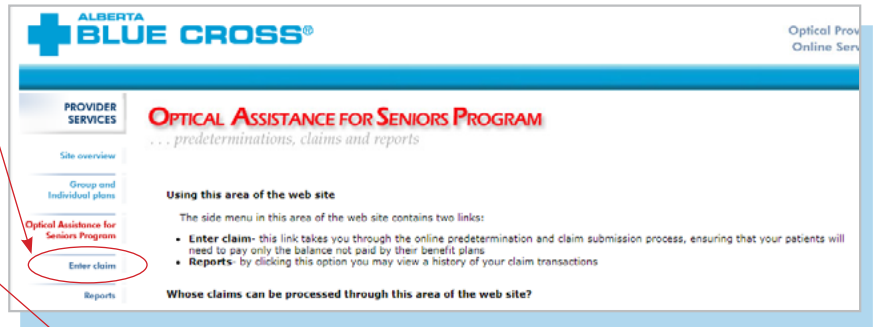 ALBERTA
BLUE CROSS®
Optical Prov
Online Serv
PROVIDER
SERVICES
Site overview
Group and
Individual plans
Optical Assistance for
Seniors Program
Enter claim
Reports
OPTICAL ASSISTANCE FOR SENIORS PROGRAM
. . . predeterminations, claims and reports
Using this area of the web site
The side menu in this area of the web site contains two links:
• Enter claim- this link takes you through the online predetermination and claim submission process, ensuring that your patients will
need to pay only the balance not paid by their benefit plans
• Reports- by clicking this option you may view a history of your claim transactions
Whose claims can be processed through this area of the web site?